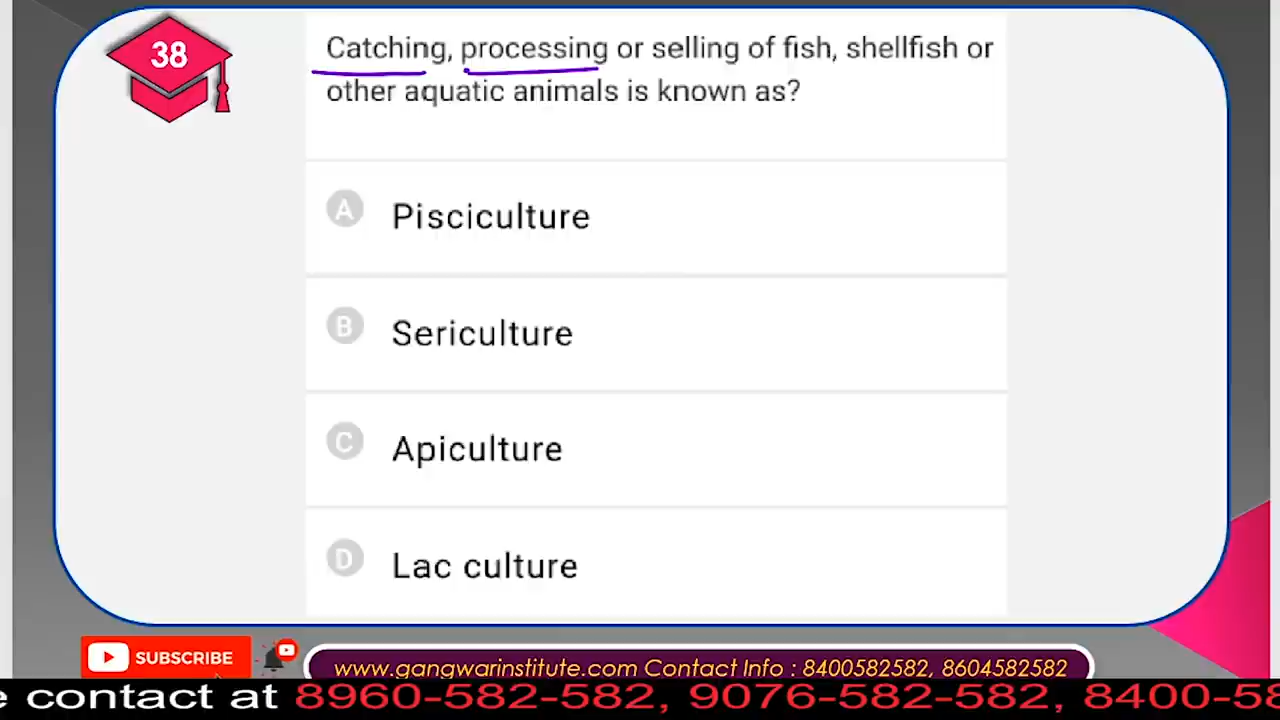 38
Catching, processing or selling of fish, shellfish or
other aquatic animals is known as?
A Pisciculture
B Sericulture
C Apiculture
D Lac culture
SUBSCRIBE
www.gangwarinstitute.com Contact Info : 8400582582, 8604582582
e contact at 8960-582-582, 9076-582-582, 8400-58